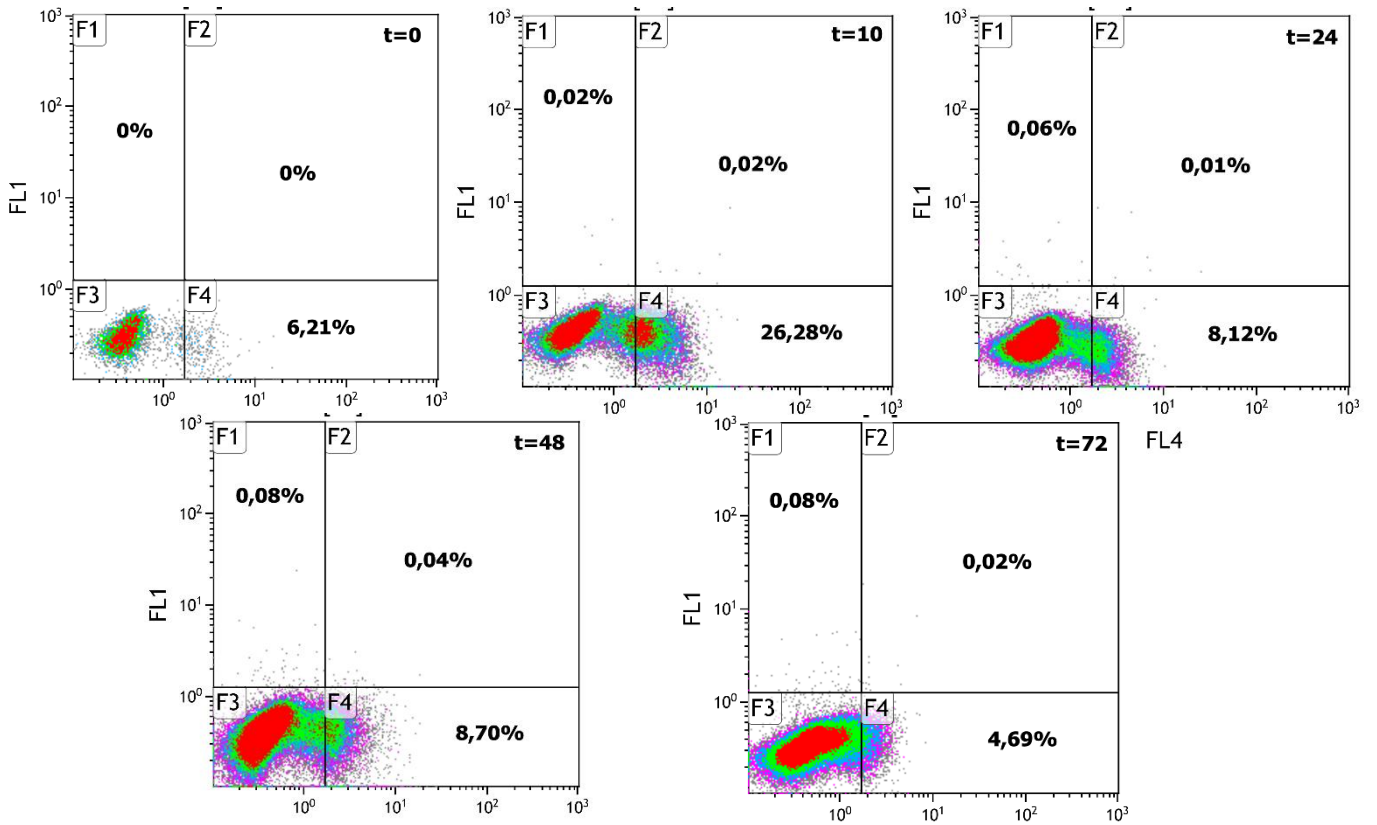 10³
F1
F2
t=0
10²
0%
0%
FL1
10¹
10⁰
F3
F4
6,21%
10⁰
10¹
10²
10³
10³
F1
F2
t=10
0,02%
10²
0,02%
FL1
10¹
10⁰
F3
F4
26,28%
10⁰
10¹
10²
10³
10³
F1
F2
t=24
10²
0,06%
0,01%
FL1
10¹
10⁰
F3
F4
8,12%
10⁰
10¹
10²
10³
10³
F1
F2
t=48
0,08%
10²
0,04%
FL1
10¹
10⁰
F3
F4
8,70%
10⁰
10¹
10²
10³
10³
F1
F2
t=72
FL4
0,08%
10²
0,02%
FL1
10¹
10⁰
F3
F4
4,69%
10⁰
10¹
10²
10³